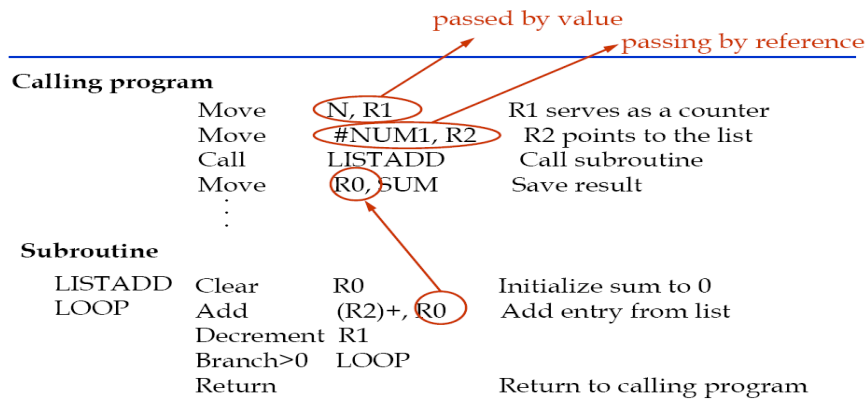 passed by value
passing by reference
Calling program
Move N, R1 R1 serves as a counter
Move #NUM1, R2 R2 points to the list
Call LISTADD Call subroutine
Move R0, SUM Save result
.
.
.
Subroutine
LISTADD Clear R0 Initialize sum to 0
LOOP Add (R2)+, R0 Add entry from list
Decrement R1
Branch>0 LOOP
Return Return to calling program